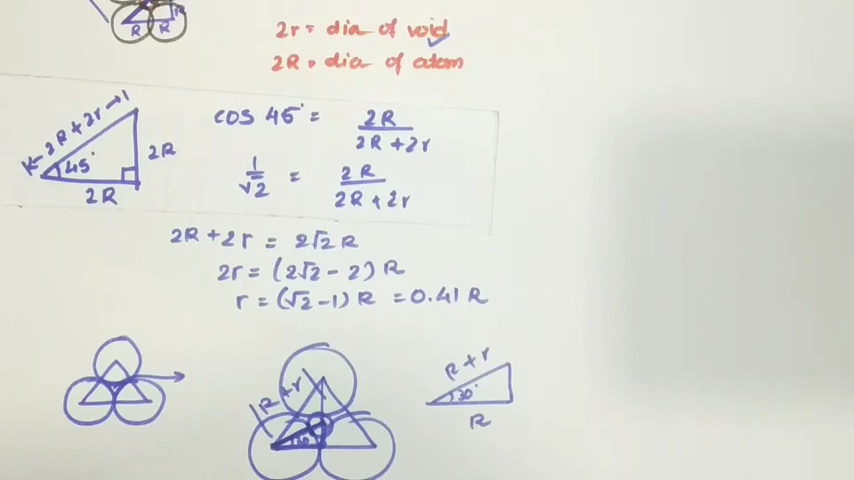 R R R
2r = dia of void
2R = dia of atom
2R + 2r
45°
2R
2R
cos 45° = 2R / 2R + 2r
1/√2 = 2R / 2R + 2r
2R + 2r = 2√2 R
2r = (2√2 - 2) R
r = (√2 - 1) R = 0.41 R
R + r
R + r
30°
R